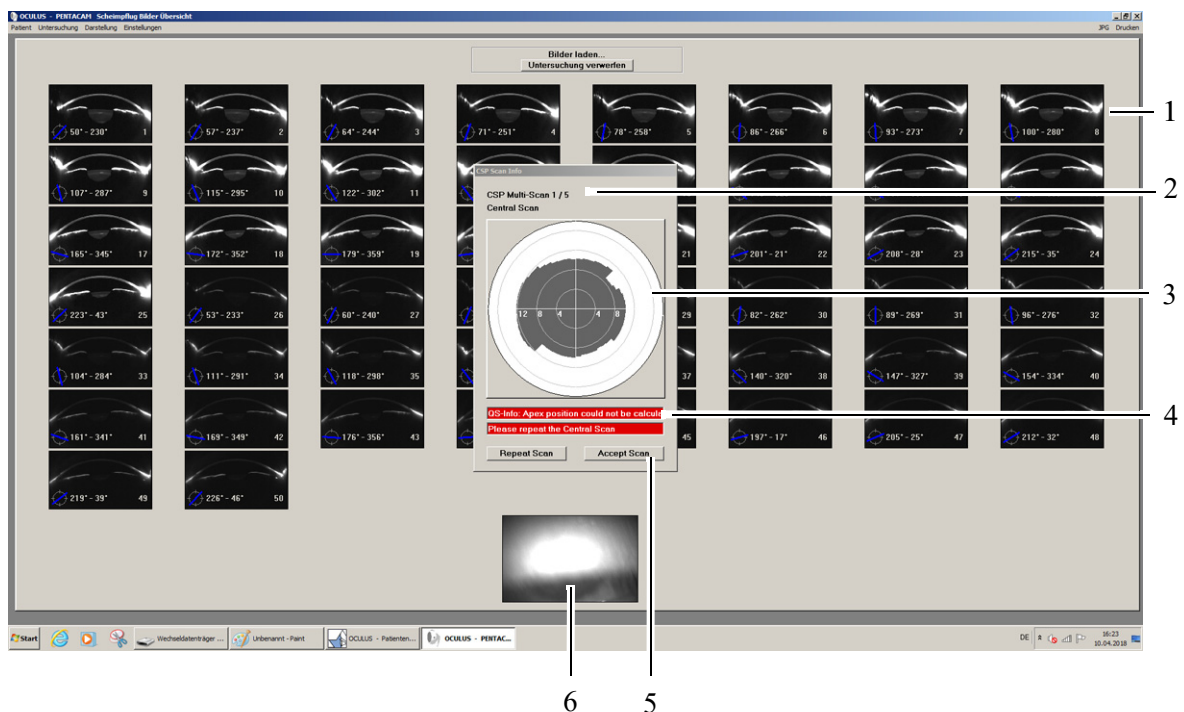 OCULUS - PENTACAM Scheimpflug Bilder Übersicht
Patient Untersuchung Darstellung Einstellungen JPG Drucken
Bilder laden...
Untersuchung verwerfen
50° - 230° 1 57° - 237° 2 64° - 244° 3 71° - 251° 4 78° - 258° 5 86° - 266° 6 93° - 273° 7 100° - 280° 8
1
107° - 287° 9 115° - 295° 10 122° - 302° 11
CSP Scan Info
CSP Multi-Scan 1 / 5
2
Central Scan
165° - 345° 17 172° - 352° 18 179° - 359° 19 21 201° - 21° 22 208° - 28° 23 215° - 35° 24
3
12 8 4 4 8
223° - 43° 25 53° - 233° 26 60° - 240° 27 29 82° - 262° 30 89° - 269° 31 96° - 276° 32
104° - 284° 33 111° - 291° 34 118° - 298° 35 37 140° - 320° 38 147° - 327° 39 154° - 334° 40
QS-Info: Apex position could not be calcula
4
Please repeat the Central Scan
161° - 341° 41 169° - 349° 42 176° - 356° 43 45 197° - 17° 46 205° - 25° 47 212° - 32° 48
Repeat Scan Accept Scan
219° - 39° 49 226° - 46° 50
Start Wechseldatenträger ... Unbenannt - Paint OCULUS - Patienten... OCULUS - PENTAC... DE 16:23
10.04.2018
6 5